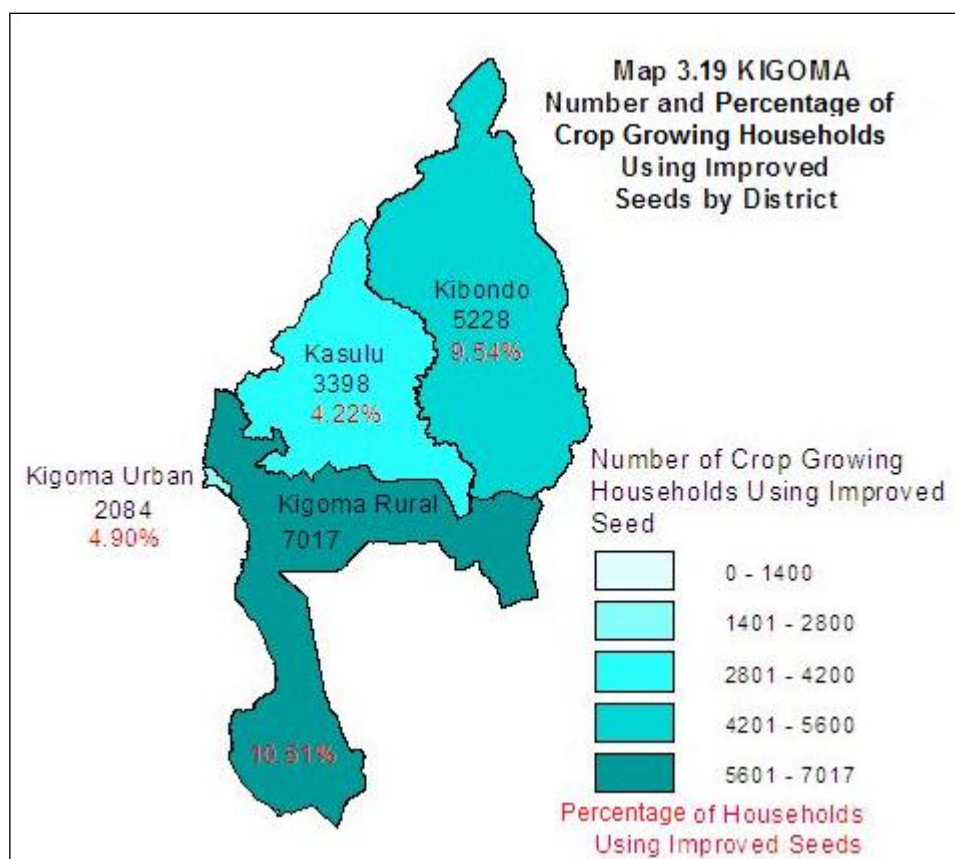 Map 3.19 KIGOMA
Number and Percentage of
Crop Growing Households
Using Improved
Seeds by District
Kibondo
5228
9.54%
Kasulu
3398
4.22%
Kigoma Urban
2084
4.90%
Kigoma Rural
7017
10.51%
Number of Crop Growing
Households Using Improved
Seed
0 - 1400
1401 - 2800
2801 - 4200
4201 - 5600
5601 - 7017
Percentage of Households
Using Improved Seeds